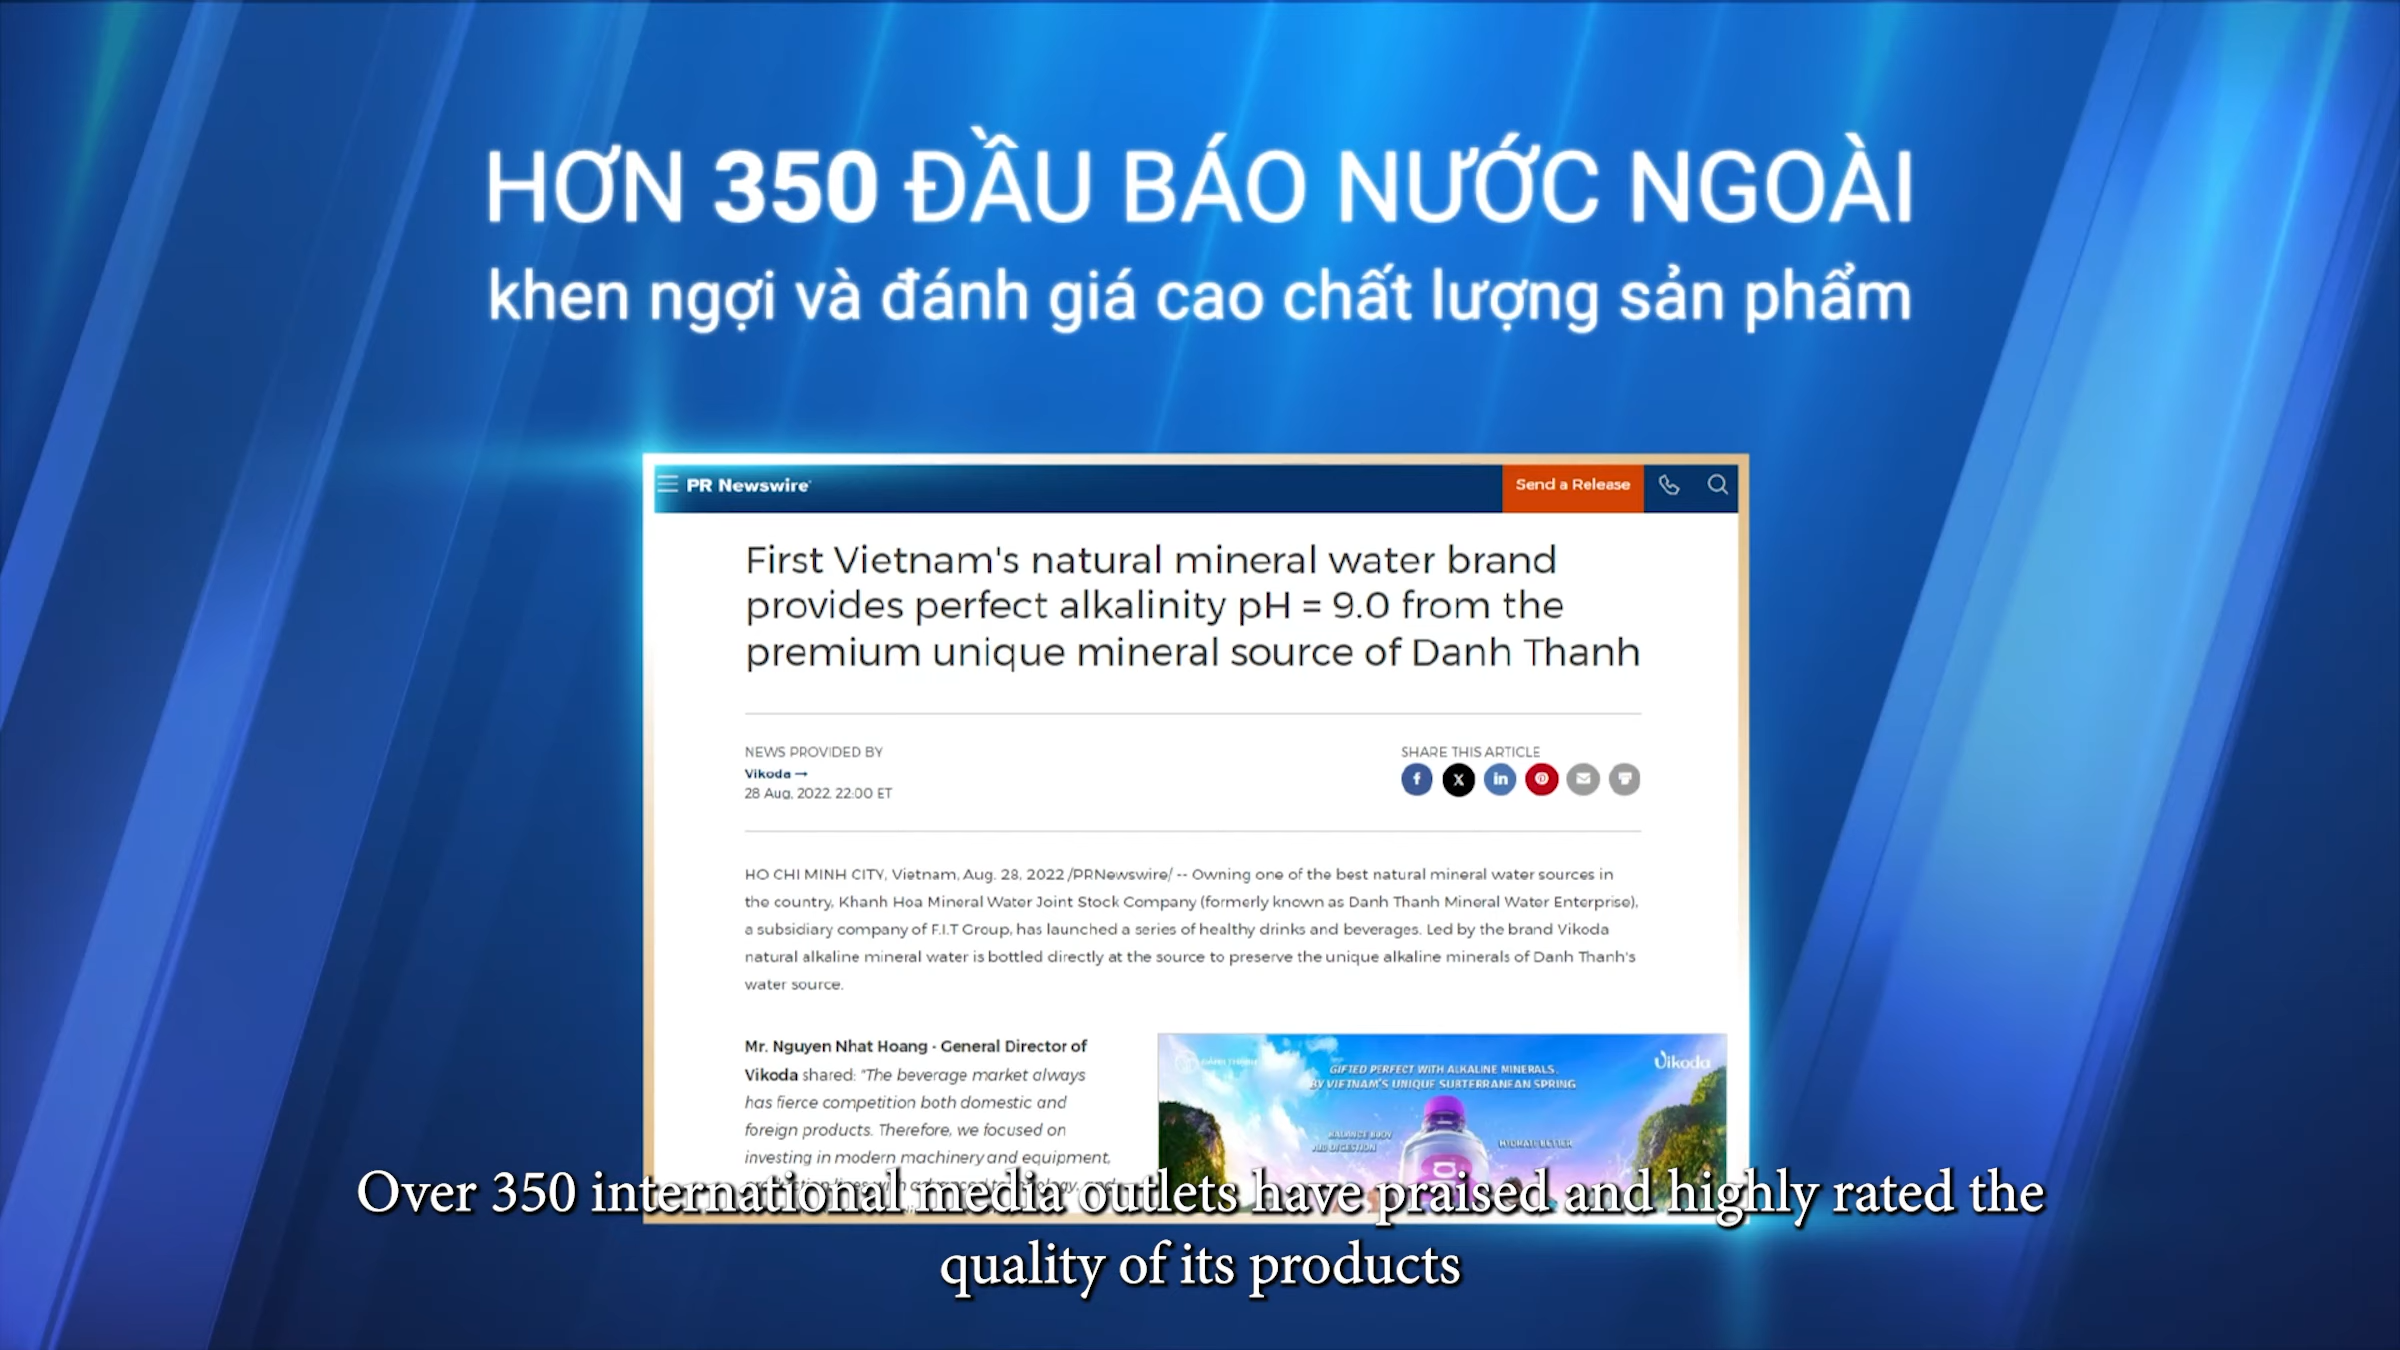 HƠN 350 ĐẦU BÁO NƯỚC NGOÀI
khen ngợi và đánh giá cao chất lượng sản phẩm
PR Newswire
Send a Release
First Vietnam's natural mineral water brand
provides perfect alkalinity pH = 9.0 from the
premium unique mineral source of Danh Thanh
NEWS PROVIDED BY
Vikoda →
28 Aug, 2022, 22:00 ET
SHARE THIS ARTICLE
HO CHI MINH CITY, Vietnam, Aug. 28, 2022 /PRNewswire/ -- Owning one of the best natural mineral water sources in
the country, Khanh Hoa Mineral Water Joint Stock Company (formerly known as Danh Thanh Mineral Water Enterprise),
a subsidiary company of F.I.T Group, has launched a series of healthy drinks and beverages. Led by the brand Vikoda
natural alkaline mineral water is bottled directly at the source to preserve the unique alkaline minerals of Danh Thanh's
water source.
Mr. Nguyen Nhat Hoang - General Director of
Vikoda shared: "The beverage market always
has fierce competition both domestic and
foreign products. Therefore, we focused on
investing in modern machinery and equipment,
GIFTED PERFECT WITH ALKALINE MINERALS,
BY VIETNAM'S UNIQUE SUBTERRANEAN SPRING
Vikoda
BALANCE BODY
AID DIGESTION
HYDRATE BETTER
Over 350 international media outlets have praised and highly rated the
quality of its products